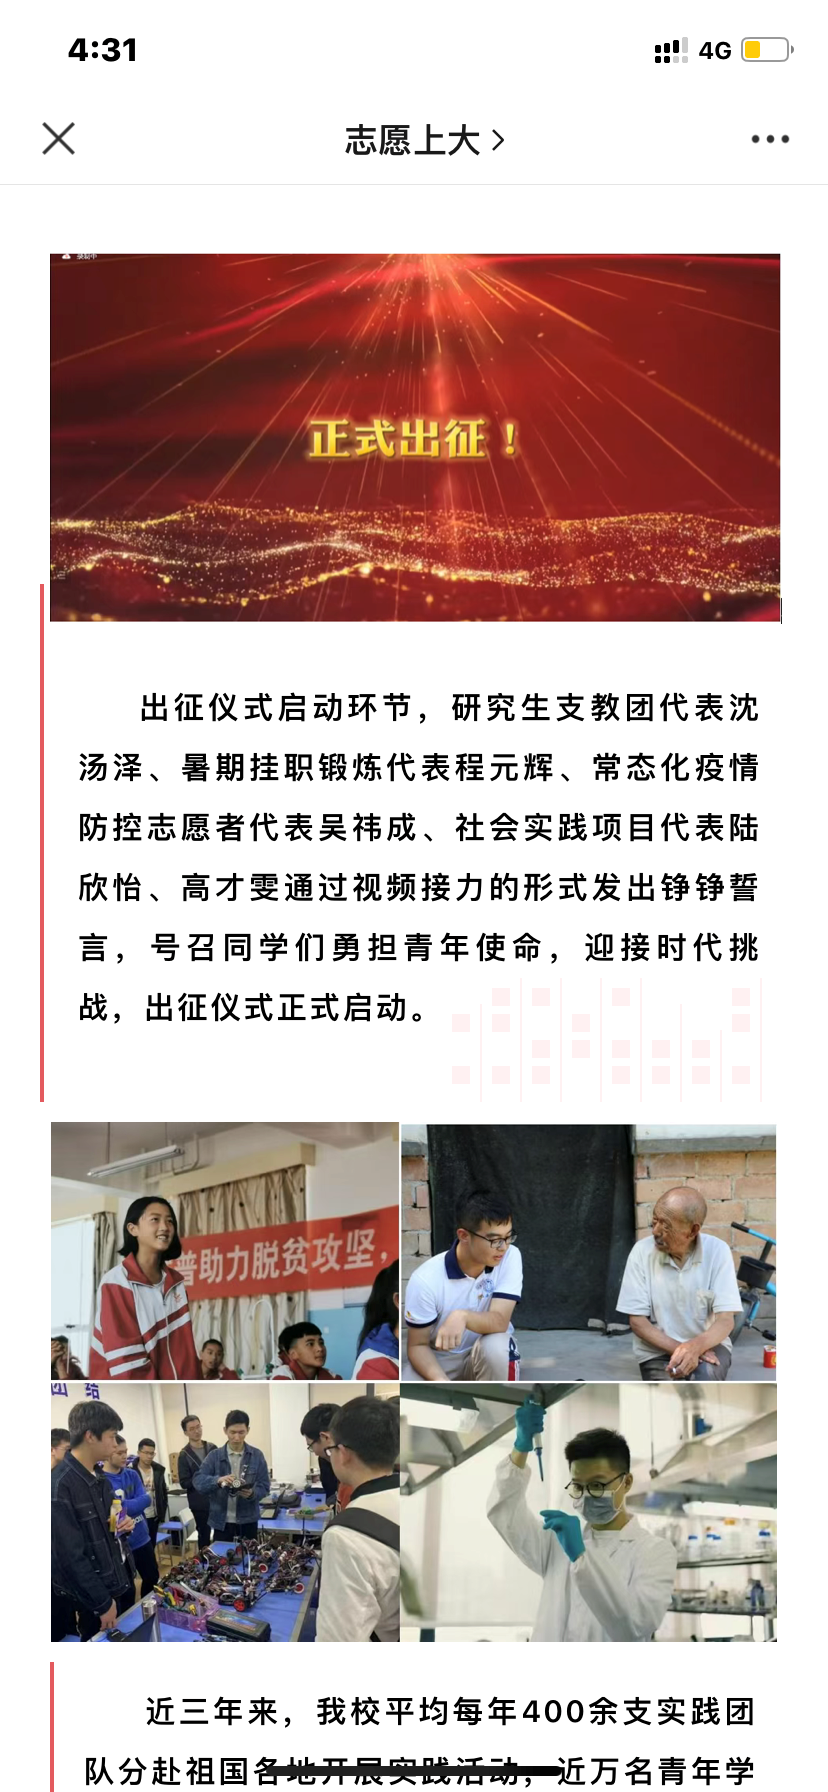 4:31
4G
志愿上大
录制中
正式出征！
出征仪式启动环节，研究生支教团代表沈
汤泽、暑期挂职锻炼代表程元辉、常态化疫情
防控志愿者代表吴祎成、社会实践项目代表陆
欣怡、高才雯通过视频接力的形式发出铮铮誓
言，号召同学们勇担青年使命，迎接时代挑
战，出征仪式正式启动。
普助力脱贫攻坚，
团结
近三年来，我校平均每年400余支实践团
队分赴祖国各地开展实践活动，近万名青年学